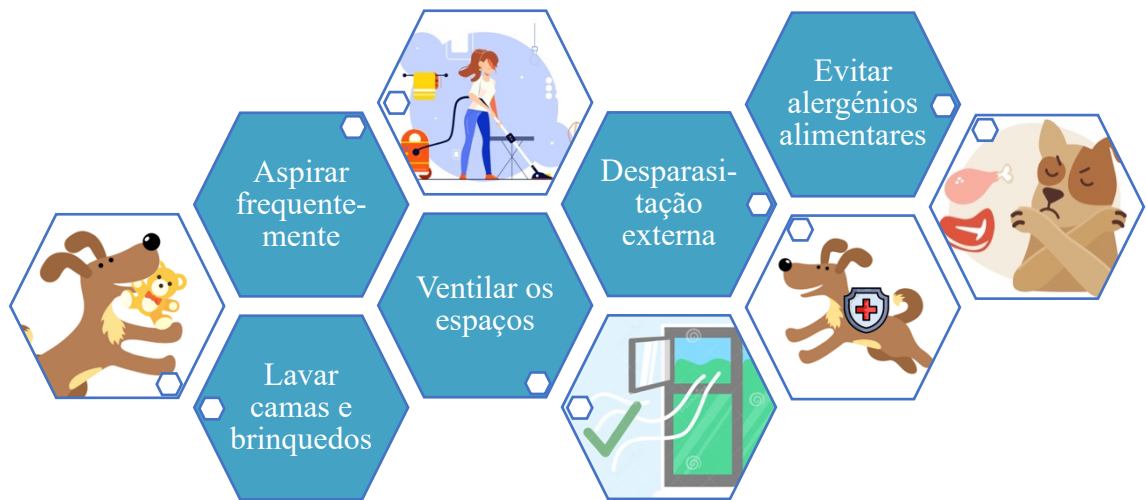 Aspirar
frequente-
mente
Lavar
camas e
brinquedos
Ventilar os
espaços
Desparasi-
tação
externa
Evitar
alergénios
alimentares